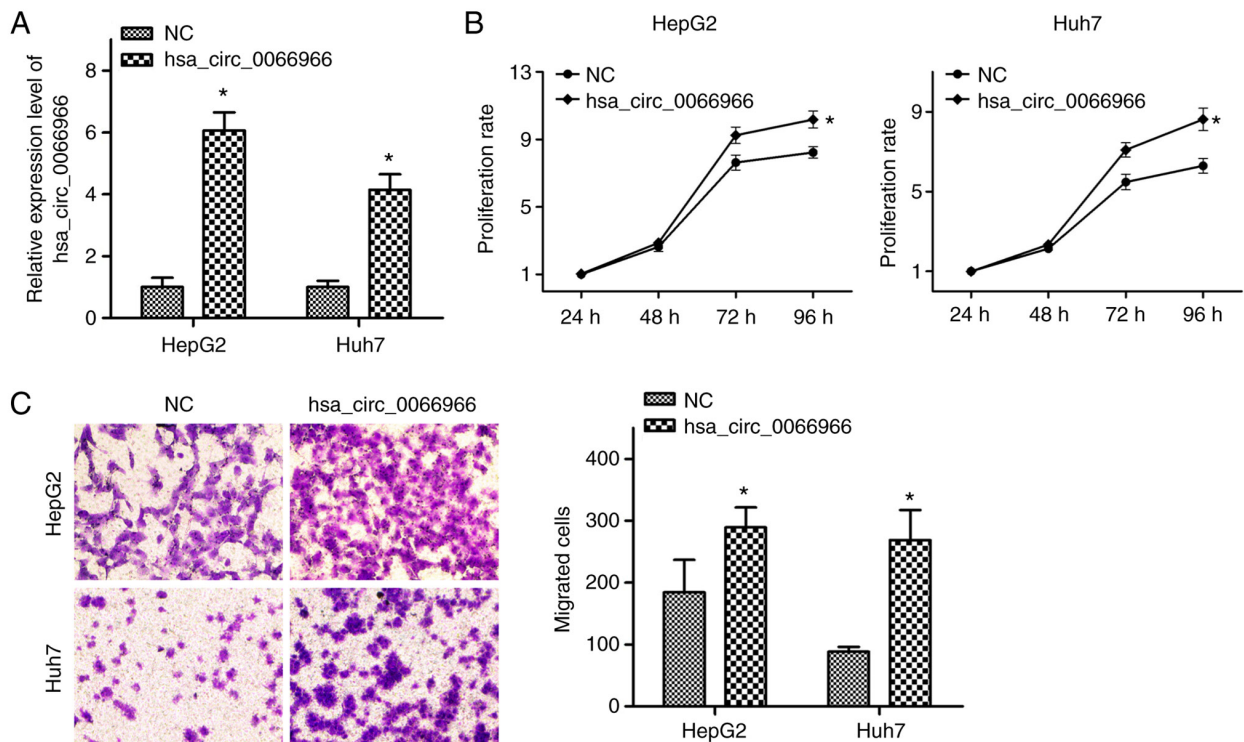 A
NC
hsa_circ_0066966
Relative expression level of
hsa_circ_0066966
8
6
4
2
0
*
*
HepG2
Huh7
B
HepG2
NC
hsa_circ_0066966
Proliferation rate
13
9
5
1
*
24 h
48 h
72 h
96 h
Huh7
NC
hsa_circ_0066966
Proliferation rate
9
5
1
*
24 h
48 h
72 h
96 h
C
NC
hsa_circ_0066966
HepG2
Huh7
NC
hsa_circ_0066966
Migrated cells
400
300
200
100
0
*
*
HepG2
Huh7